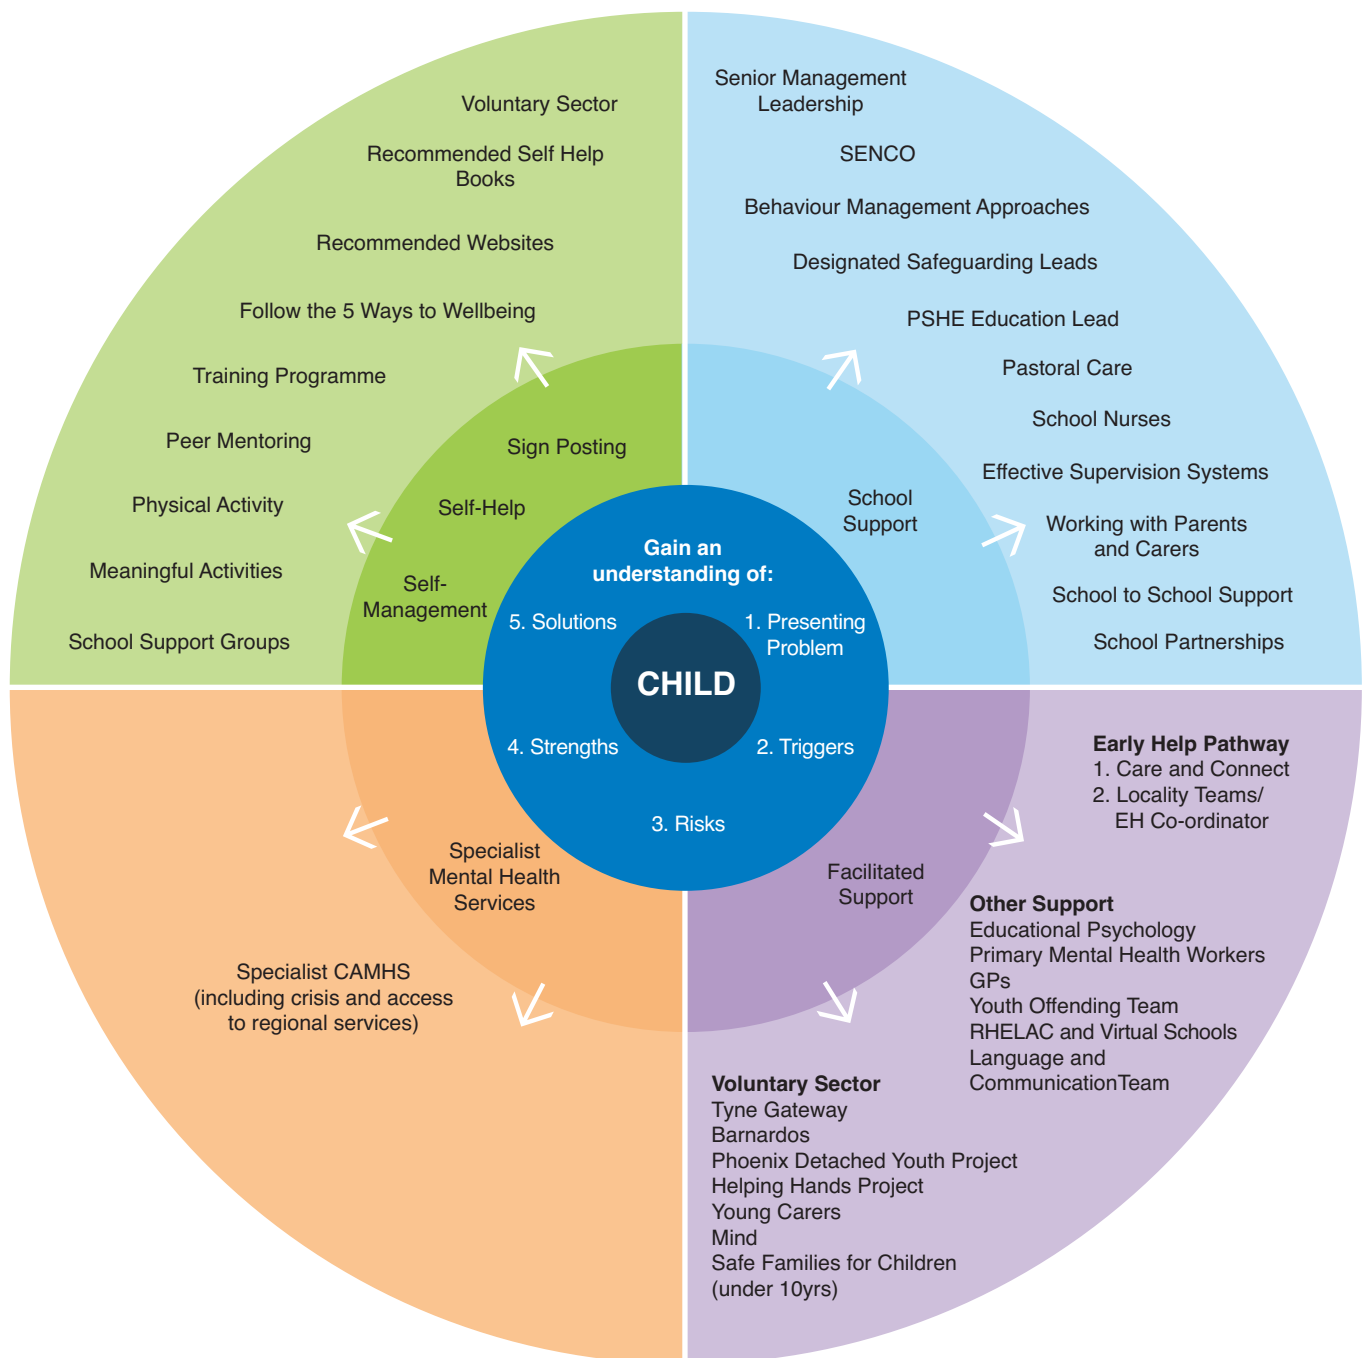 Voluntary Sector
Recommended Self Help
Books
Recommended Websites
Follow the 5 Ways to Wellbeing
Training Programme
Peer Mentoring
Physical Activity
Meaningful Activities
School Support Groups
Sign Posting
Self-Help
Self-
Management
Senior Management
Leadership
SENCO
Behaviour Management Approaches
Designated Safeguarding Leads
PSHE Education Lead
Pastoral Care
School Nurses
Effective Supervision Systems
Working with Parents
and Carers
School to School Support
School Partnerships
School
Support
Gain an
understanding of:
1. Presenting
Problem
2. Triggers
3. Risks
4. Strengths
5. Solutions
CHILD
Specialist
Mental Health
Services
Specialist CAMHS
(including crisis and access
to regional services)
Facilitated
Support
Early Help Pathway
1. Care and Connect
2. Locality Teams/
EH Co-ordinator
Other Support
Educational Psychology
Primary Mental Health Workers
GPs
Youth Offending Team
RHELAC and Virtual Schools
Language and
CommunicationTeam
Voluntary Sector
Tyne Gateway
Barnardos
Phoenix Detached Youth Project
Helping Hands Project
Young Carers
Mind
Safe Families for Children
(under 10yrs)